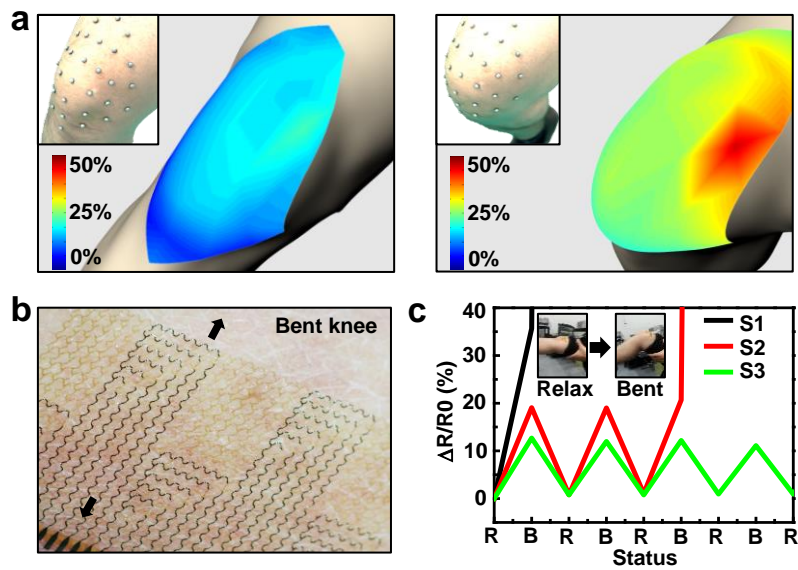 a
50%
25%
0%
50%
25%
0%
b
Bent knee
c
ΔR/R0 (%)
40
30
20
10
0
S1
S2
S3
Relax
Bent
R B R B R B R B R
Status